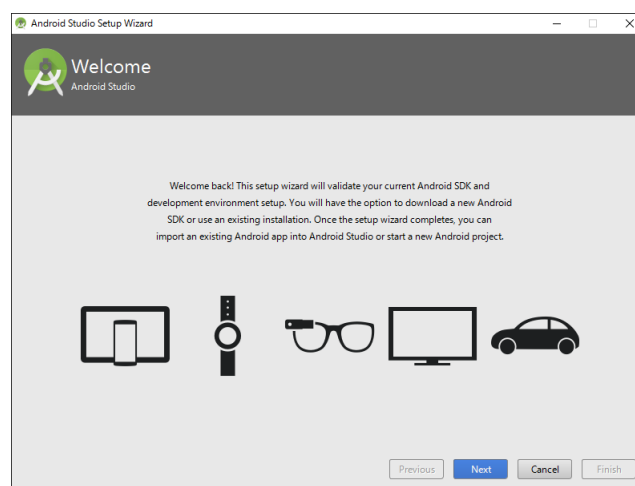 Android Studio Setup Wizard
Welcome
Android Studio
Welcome back! This setup wizard will validate your current Android SDK and
development environment setup. You will have the option to download a new Android
SDK or use an existing installation. Once the setup wizard completes, you can
import an existing Android app into Android Studio or start a new Android project.
Previous Next Cancel Finish